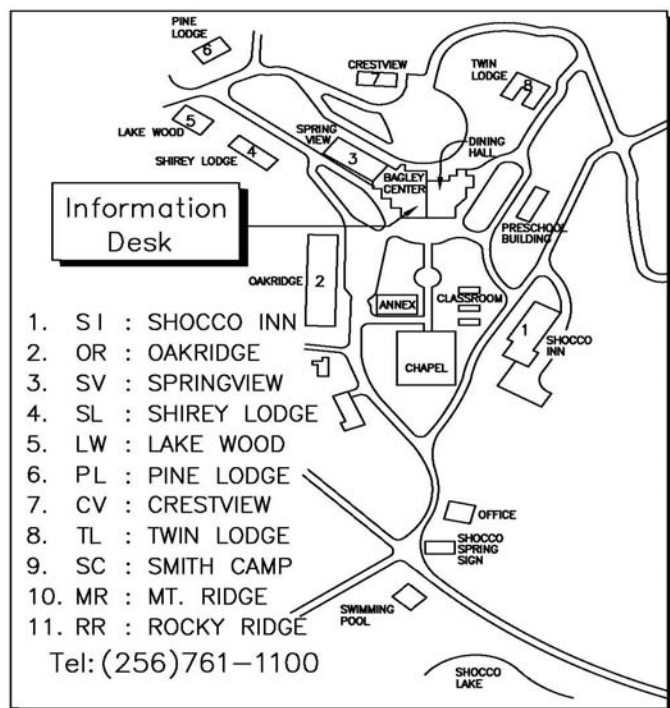 PINE
LODGE
6
CRESTVIEW
7
TWIN
LODGE
8
5
LAKE WOOD
SHIREY LODGE
4
SPRING
VIEW
3
DINING
HALL
BAGLEY
CENTER
Information
Desk
PRESCHOOL
BUILDING
OAKRIDGE
2
ANNEX
CLASSROOM
CHAPEL
1
SHOCCO
INN
1. SI : SHOCCO INN
2. OR : OAKRIDGE
3. SV : SPRINGVIEW
4. SL : SHIREY LODGE
5. LW : LAKE WOOD
6. PL : PINE LODGE
7. CV : CRESTVIEW
8. TL : TWIN LODGE
9. SC : SMITH CAMP
10. MR : MT. RIDGE
11. RR : ROCKY RIDGE
Tel:(256)761-1100
OFFICE
SHOCCO
SPRING
SIGN
SWIMMING
POOL
SHOCCO
LAKE